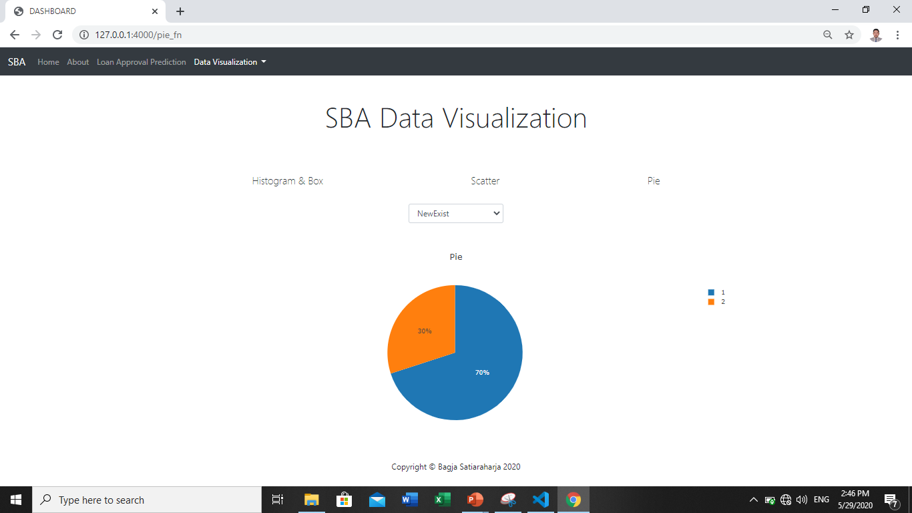 DASHBOARD
127.0.0.1:4000/pie_fn
SBA Home About Loan Approval Prediction Data Visualization
SBA Data Visualization
Histogram & Box Scatter Pie
NewExist
Pie
1
2
30%
70%
Copyright © Bagja Satiaraharja 2020
Type here to search
ENG
2:46 PM
5/29/2020
7